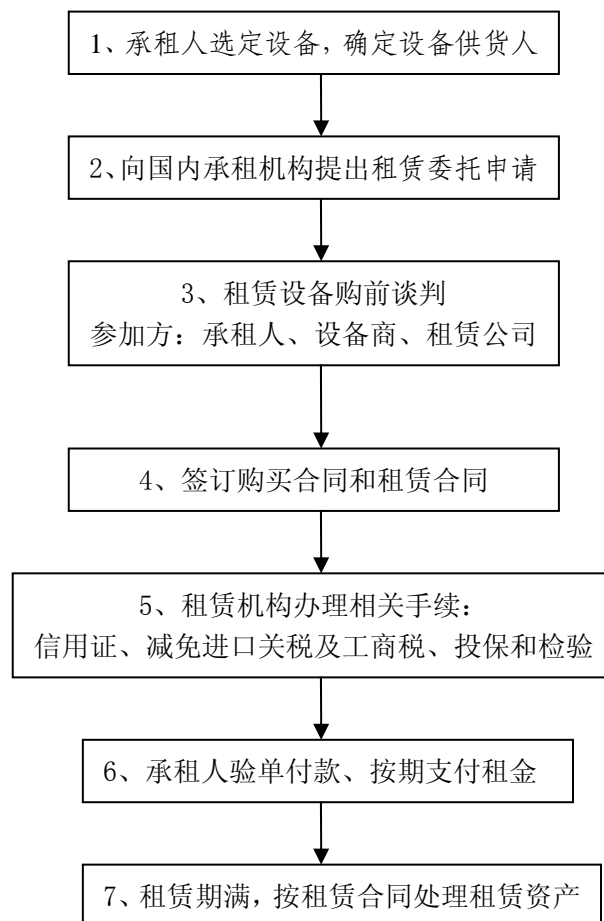 1、承租人选定设备，确定设备供货人
2、向国内承租机构提出租赁委托申请
3、租赁设备购前谈判
参加方：承租人、设备商、租赁公司
4、签订购买合同和租赁合同
5、租赁机构办理相关手续：
信用证、减免进口关税及工商税、投保和检验
6、承租人验单付款、按期支付租金
7、租赁期满，按租赁合同处理租赁资产